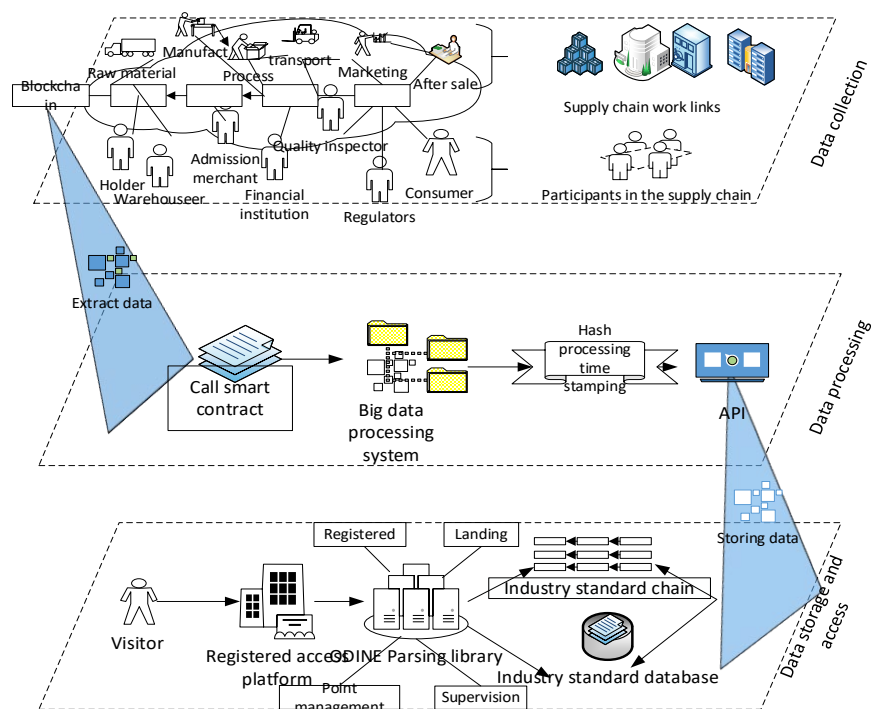 Manufact
Raw material
Process
transport
Marketing
After sale
Blockcha
in
Supply chain work links
Data collection
Holder
Warehouseer
Admission
merchant
Quality inspector
Financial
institution
Regulators
Consumer
Participants in the supply chain
Extract data
Call smart
contract
Big data
processing
system
Hash
processing
time
stamping
API
Data processing
Storing data
Registered
Landing
Visitor
Registered access
platform
ODINE Parsing library
Point
management
Supervision
Industry standard chain
Industry standard database
Data storage and
access